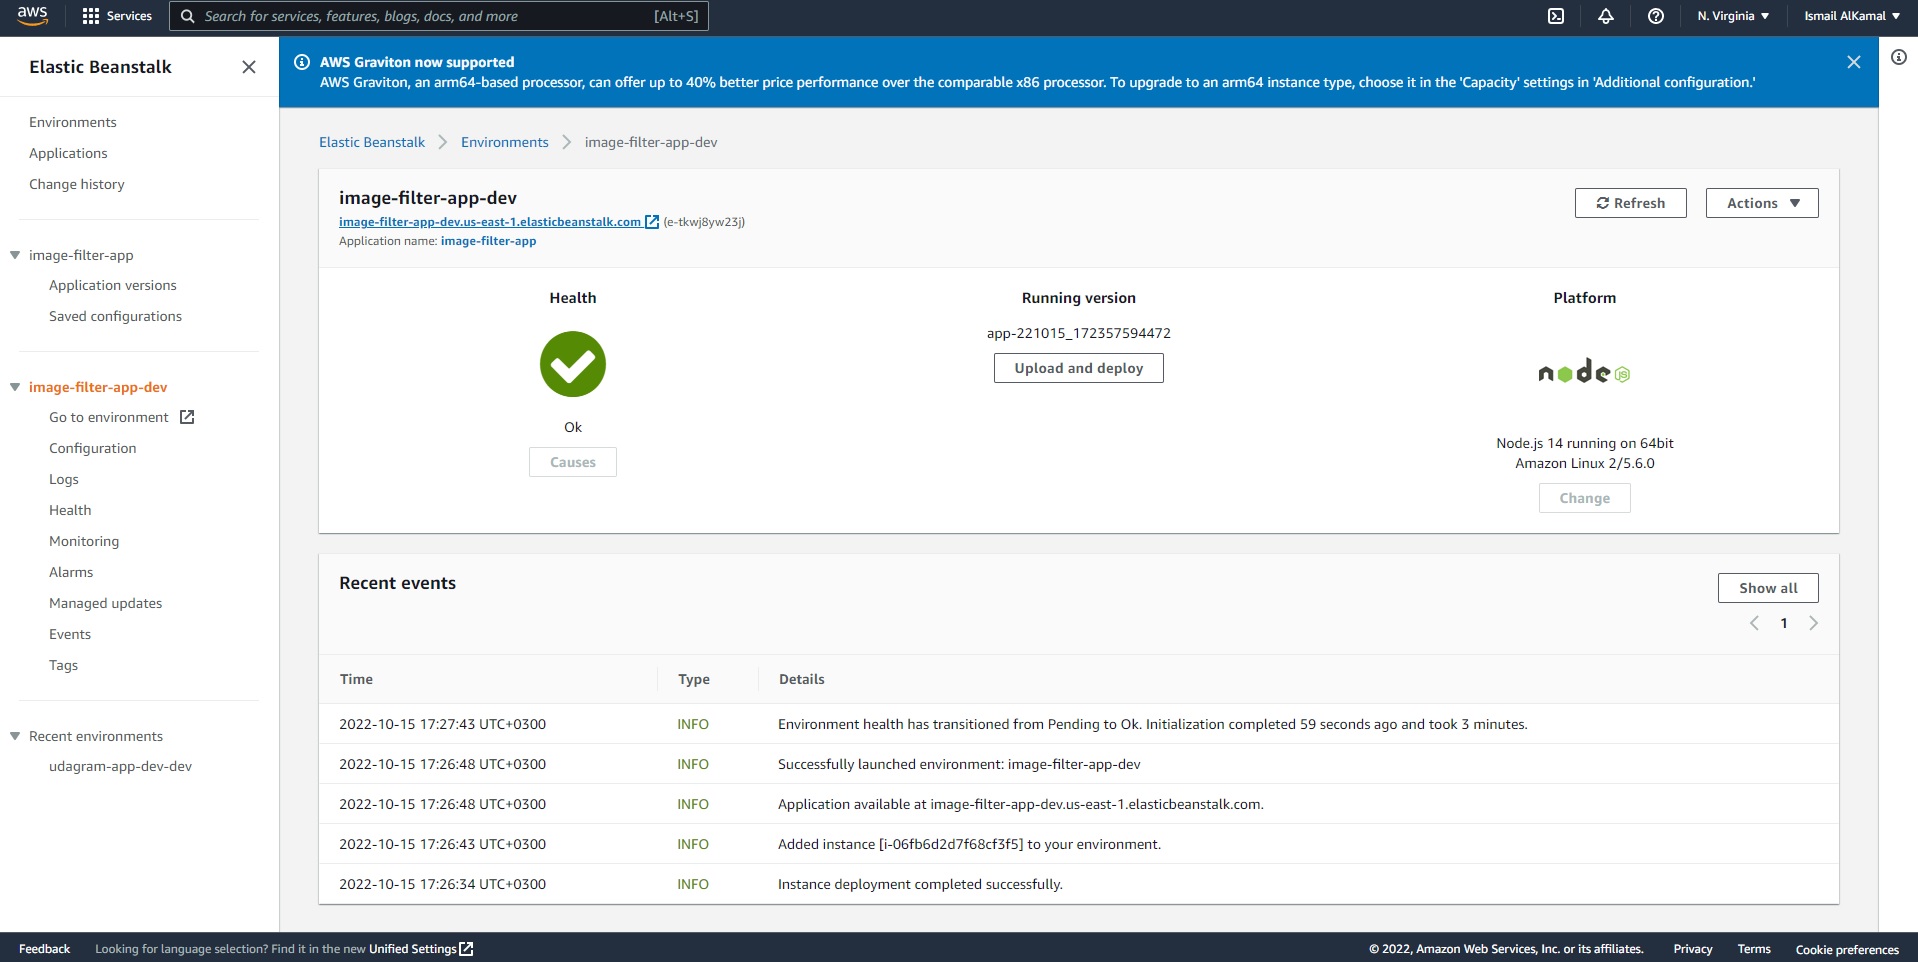 aws
Services
Search for services, features, blogs, docs, and more
[Alt+S]
N. Virginia
Ismail AlKamal
Elastic Beanstalk
Environments
Applications
Change history
image-filter-app
Application versions
Saved configurations
image-filter-app-dev
Go to environment
Configuration
Logs
Health
Monitoring
Alarms
Managed updates
Events
Tags
Recent environments
udagram-app-dev-dev
AWS Graviton now supported
AWS Graviton, an arm64-based processor, can offer up to 40% better price performance over the comparable x86 processor. To upgrade to an arm64 instance type, choose it in the 'Capacity' settings in 'Additional configuration.'
Elastic Beanstalk > Environments > image-filter-app-dev
image-filter-app-dev
image-filter-app-dev.us-east-1.elasticbeanstalk.com (e-tkwj8yw23j)
Application name: image-filter-app
Refresh
Actions
Health
Ok
Causes
Running version
app-221015_172357594472
Upload and deploy
Platform
node JS
Node.js 14 running on 64bit
Amazon Linux 2/5.6.0
Change
Recent events
Show all
1
Time Type Details
2022-10-15 17:27:43 UTC+0300 INFO Environment health has transitioned from Pending to Ok. Initialization completed 59 seconds ago and took 3 minutes.
2022-10-15 17:26:48 UTC+0300 INFO Successfully launched environment: image-filter-app-dev
2022-10-15 17:26:48 UTC+0300 INFO Application available at image-filter-app-dev.us-east-1.elasticbeanstalk.com.
2022-10-15 17:26:43 UTC+0300 INFO Added instance [i-06fb6d2d7f68cf3f5] to your environment.
2022-10-15 17:26:34 UTC+0300 INFO Instance deployment completed successfully.
Feedback
Looking for language selection? Find it in the new Unified Settings
© 2022, Amazon Web Services, Inc. or its affiliates.
Privacy
Terms
Cookie preferences